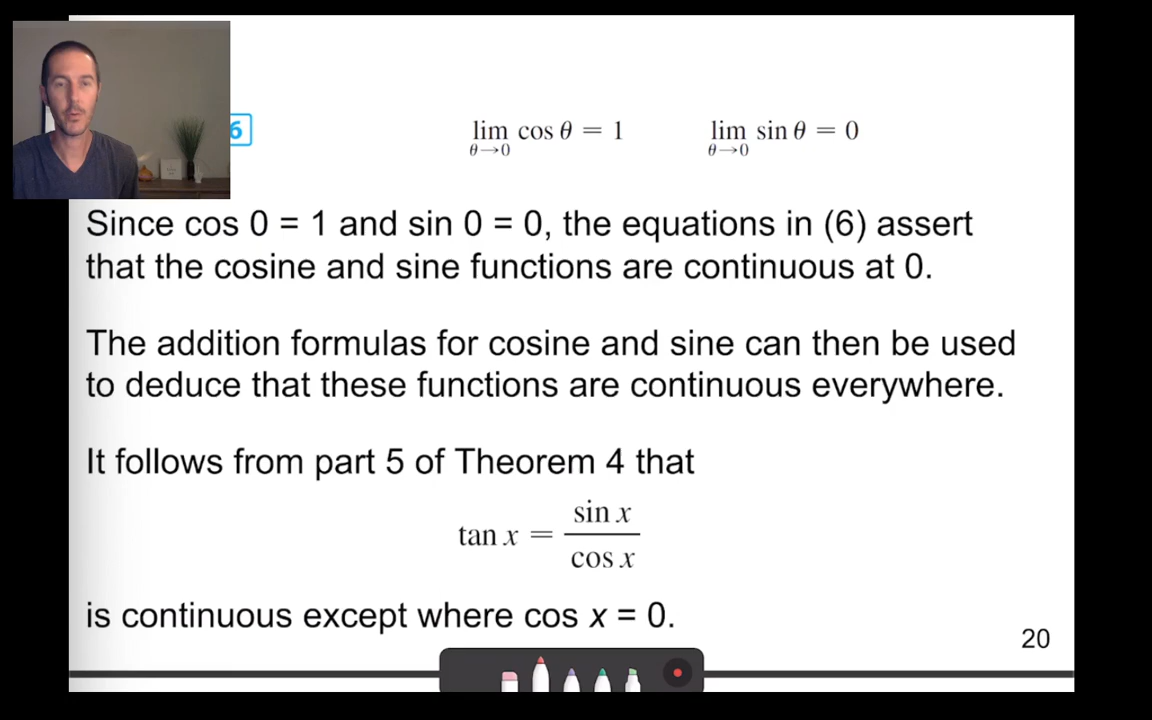 6 lim cos θ = 1 lim sin θ = 0
θ→0 θ→0
Since cos 0 = 1 and sin 0 = 0, the equations in (6) assert
that the cosine and sine functions are continuous at 0.
The addition formulas for cosine and sine can then be used
to deduce that these functions are continuous everywhere.
It follows from part 5 of Theorem 4 that
sin x
tan x =
cos x
is continuous except where cos x = 0.
20